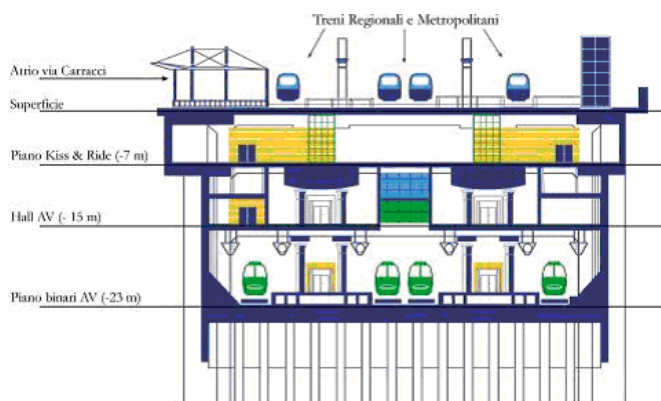 Treni Regionali e Metropolitani
Atrio via Carracci
Superficie
Piano Kiss & Ride (-7 m)
Hall AV (- 15 m)
Piano binari AV (-23 m)